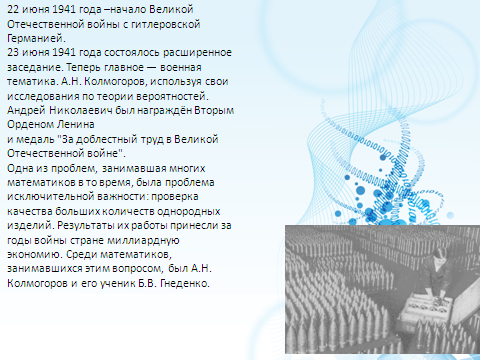 22 июня 1941 года –начало Великой
Отечественной войны с гитлеровской
Германией.
23 июня 1941 года состоялось расширенное
заседание. Теперь главное — военная
тематика. А.Н. Колмогоров, используя свои
исследования по теории вероятностей.
Андрей Николаевич был награждён Вторым
Орденом Ленина
и медаль "За доблестный труд в Великой
Отечественной войне".
Одна из проблем, занимавшая многих
математиков в то время, была проблема
исключительной важности: проверка
качества больших количеств однородных
изделий. Результаты их работы принесли за
годы войны стране миллиардную
экономию. Среди математиков,
занимавшихся этим вопросом, был А.Н.
Колмогоров и его ученик Б.В. Гнеденко.